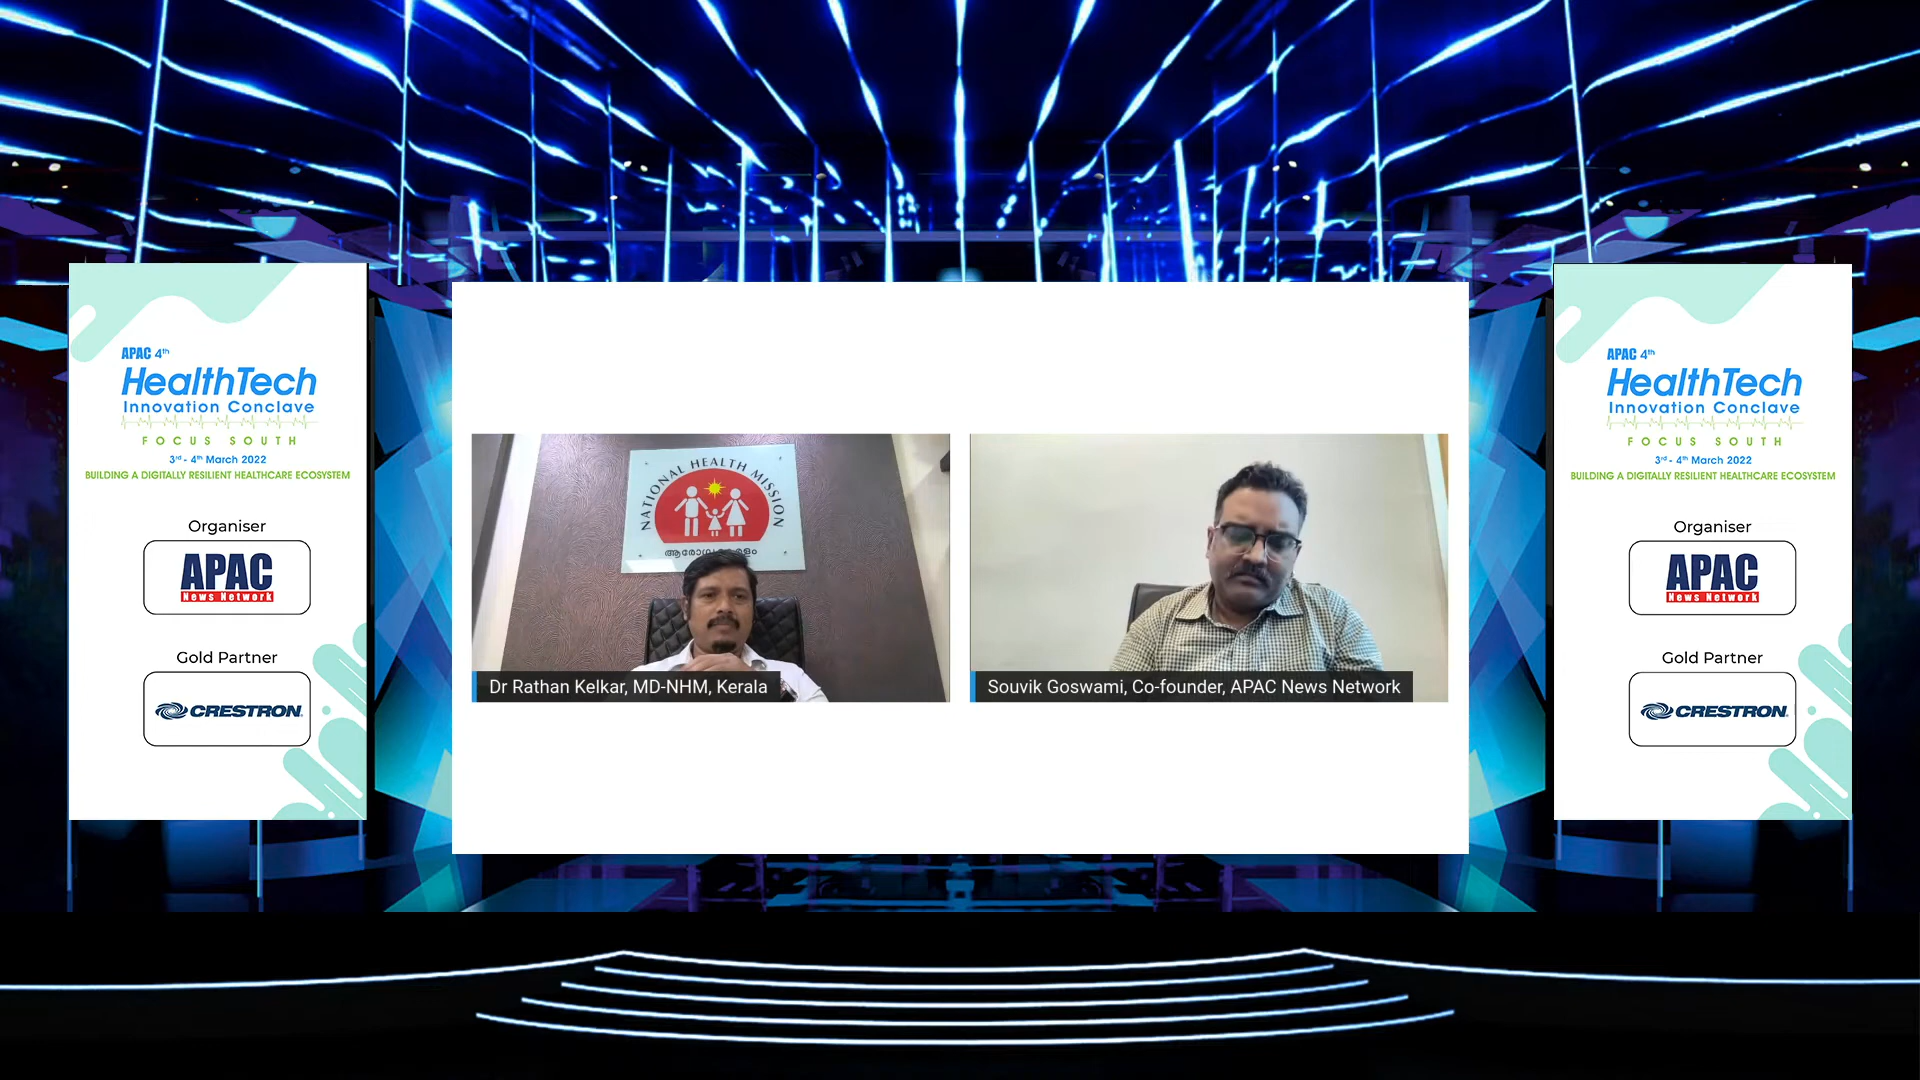 APAC 4th
HealthTech
Innovation Conclave
FOCUS SOUTH
3rd - 4th March 2022
BUILDING A DIGITALLY RESILIENT HEALTHCARE ECOSYSTEM
Organiser
APAC
News Network
Gold Partner
CRESTRON
NATIONAL HEALTH MISSION
Dr Rathan Kelkar, MD-NHM, Kerala
Souvik Goswami, Co-founder, APAC News Network
APAC 4th
HealthTech
Innovation Conclave
FOCUS SOUTH
3rd - 4th March 2022
BUILDING A DIGITALLY RESILIENT HEALTHCARE ECOSYSTEM
Organiser
APAC
News Network
Gold Partner
CRESTRON